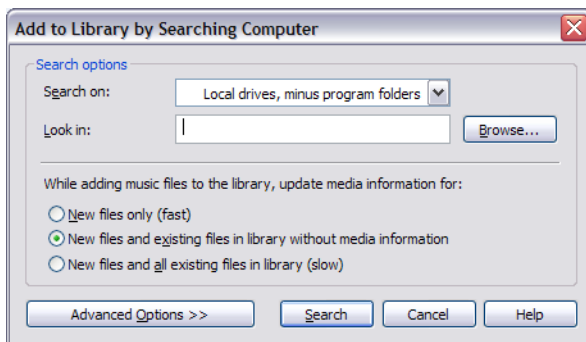 Add to Library by Searching Computer
Search options
Search on: Local drives, minus program folders
Look in: Browse...
While adding music files to the library, update media information for:
New files only (fast)
New files and existing files in library without media information
New files and all existing files in library (slow)
Advanced Options >> Search Cancel Help